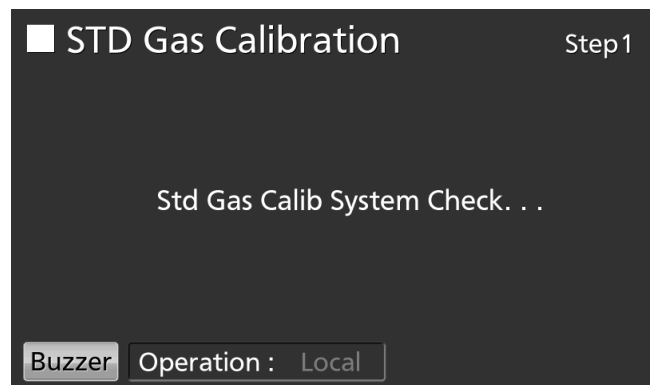 STD Gas Calibration
Step1
Std Gas Calib System Check. . .
Buzzer
Operation : Local